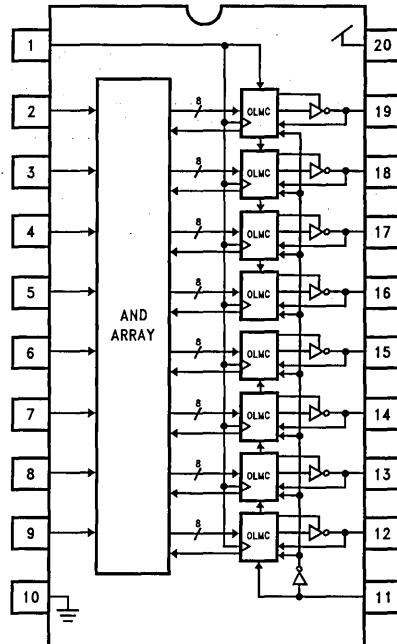 1 20
2 8 OLMC 19
3 8 OLMC 18
4 8 OLMC 17
5 8 OLMC 16
AND
ARRAY
6 8 OLMC 15
7 8 OLMC 14
8 8 OLMC 13
9 8 OLMC 12
10 11